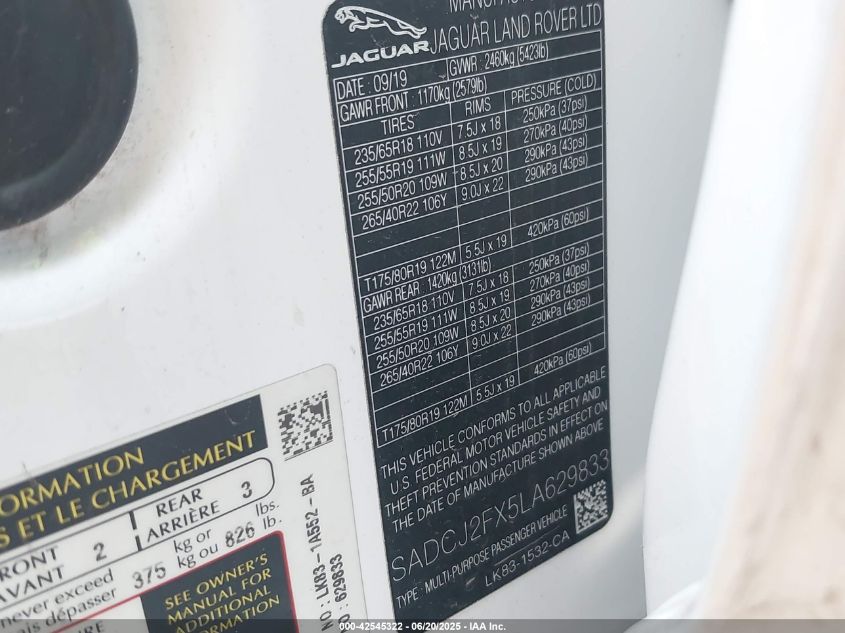 JAGUAR
JAGUAR LAND ROVER LTD
DATE : 09/19 GVWR : 2460kg (5423lb)
GAWR FRONT : 1170kg (2579lb)
TIRES RIMS PRESSURE (COLD)
235/65R18 110V 7.5J x 18 250kPa (37psi)
255/55R19 111W 8.5J x 19 270kPa (40psi)
255/50R20 109W 8.5J x 20 290kPa (43psi)
265/40R22 106Y 9.0J x 22 290kPa (43psi)
T175/80R19 122M 5.5J x 19 420kPa (60psi)
GAWR REAR : 1420kg (3131lb)
235/65R18 110V 7.5J x 18 250kPa (37psi)
255/55R19 111W 8.5J x 19 270kPa (40psi)
255/50R20 109W 8.5J x 20 290kPa (43psi)
265/40R22 106Y 9.0J x 22 290kPa (43psi)
T175/80R19 122M 5.5J x 19 420kPa (60psi)
THIS VEHICLE CONFORMS TO ALL APPLICABLE
U.S. FEDERAL MOTOR VEHICLE SAFETY AND
THEFT PREVENTION STANDARDS IN EFFECT ON
THE DATE OF MANUFACTURE SHOWN ABOVE
SADCJ2FX5LA629833
TYPE : MULTI-PURPOSE PASSENGER VEHICLE
LK83-1532-CA
ET LE CHARGEMENT
2 REAR 3
ARRIÈRE
never exceed 375 kg or 826 lbs.
dépasser kg ou lb.
SEE OWNER'S
MANUAL FOR
ADDITIONAL
NO : LK83-1A552-BA
629833
000-42545322 - 06/20/2025 - IAA Inc.